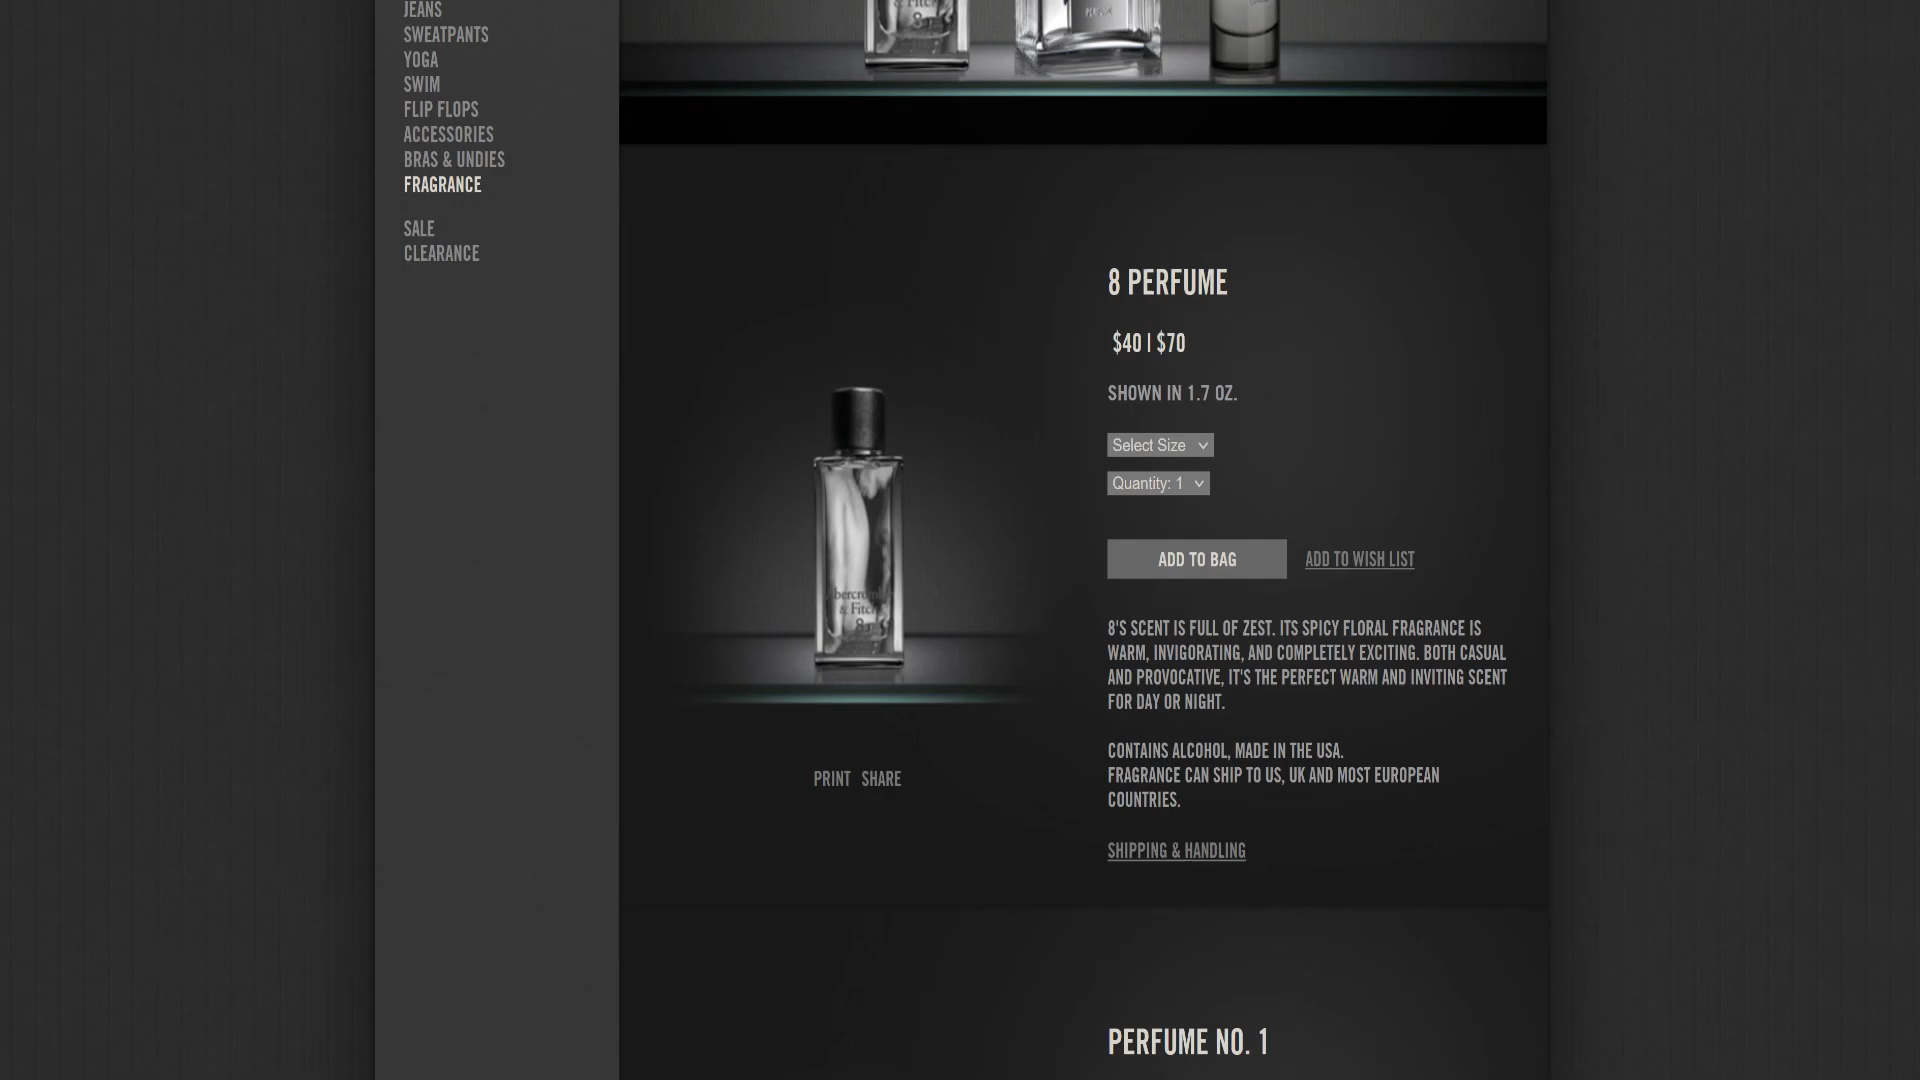 JEANS
SWEATPANTS
YOGA
SWIM
FLIP FLOPS
ACCESSORIES
BRAS & UNDIES
FRAGRANCE
SALE
CLEARANCE
8 PERFUME
$40 | $70
SHOWN IN 1.7 OZ.
Select Size
Quantity: 1
ADD TO BAG
ADD TO WISH LIST
8'S SCENT IS FULL OF ZEST. ITS SPICY FLORAL FRAGRANCE IS
WARM, INVIGORATING, AND COMPLETELY EXCITING. BOTH CASUAL
AND PROVOCATIVE, IT'S THE PERFECT WARM AND INVITING SCENT
FOR DAY OR NIGHT.
CONTAINS ALCOHOL, MADE IN THE USA.
FRAGRANCE CAN SHIP TO US, UK AND MOST EUROPEAN
COUNTRIES.
SHIPPING & HANDLING
& Fitch
8
PRINT SHARE
PERFUME NO. 1